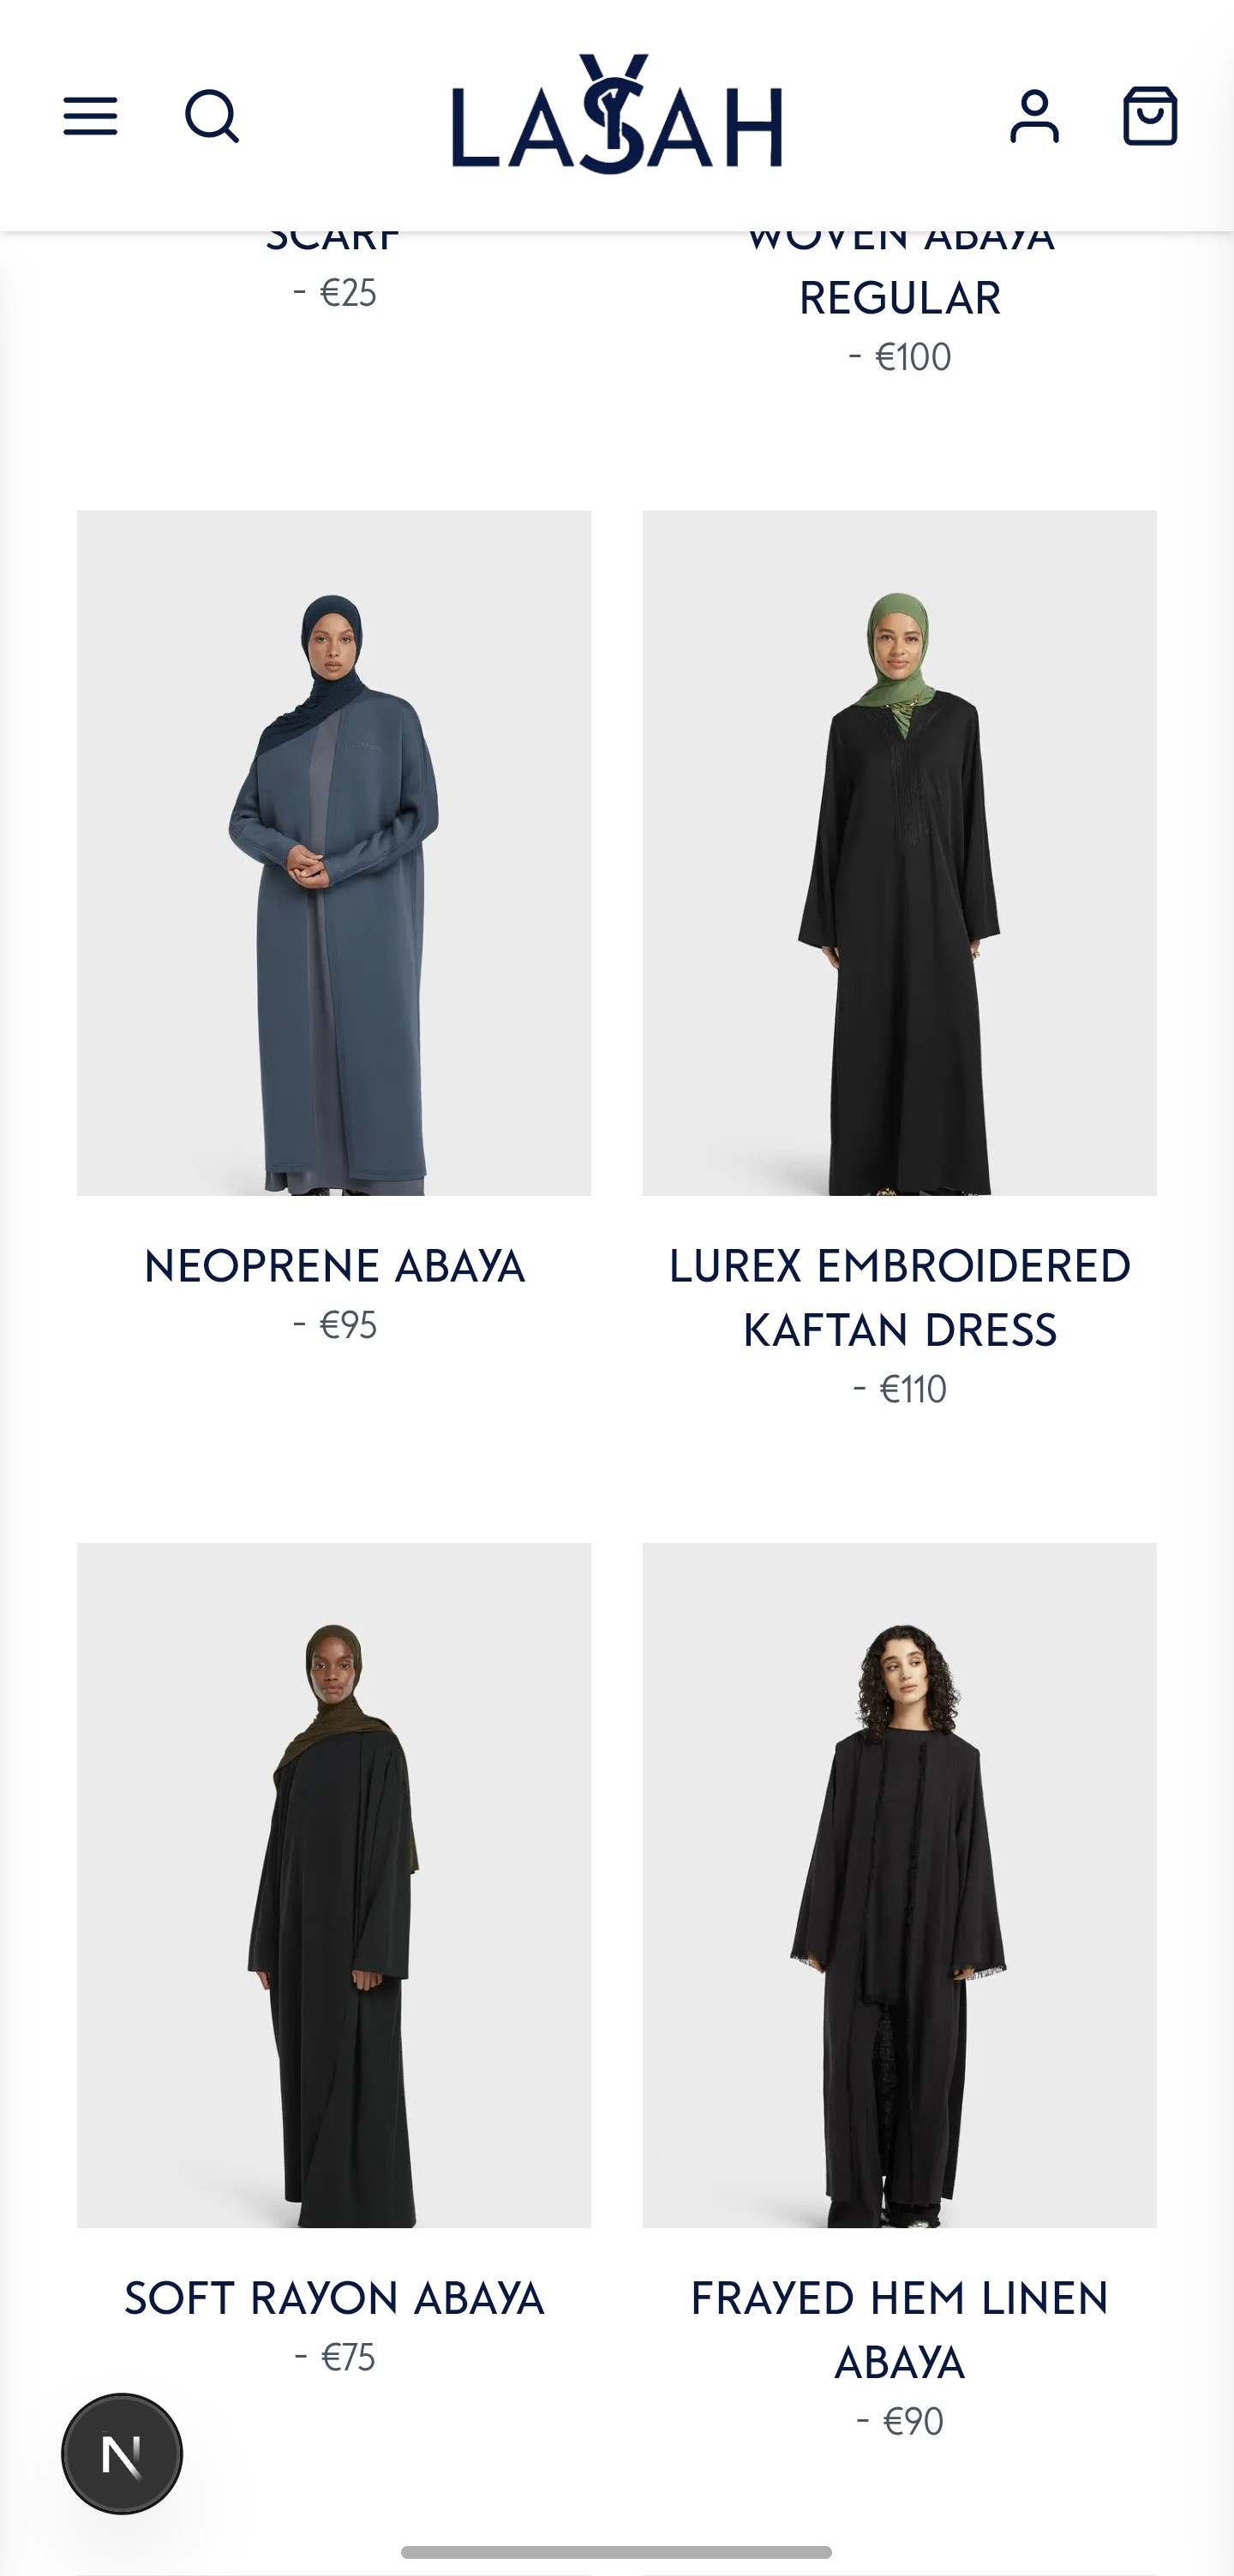 LAYSAH
SCARF
- €25
WOVEN ABAYA
REGULAR
- €100
NEOPRENE ABAYA
- €95
LUREX EMBROIDERED
KAFTAN DRESS
- €110
SOFT RAYON ABAYA
- €75
FRAYED HEM LINEN
ABAYA
- €90
N